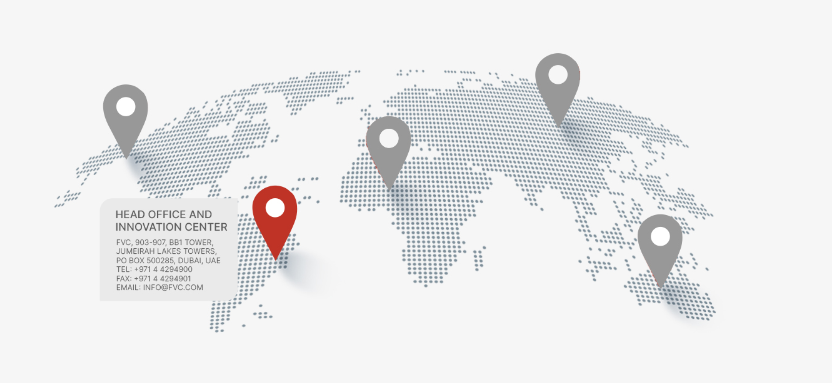 HEAD OFFICE AND
INNOVATION CENTER
FVC, 903-907, BB1 TOWER,
JUMEIRAH LAKES TOWERS,
PO BOX 500285, DUBAI, UAE
TEL: +971 4 4294900
FAX: +971 4 4294901
EMAIL: INFO@FVC.COM